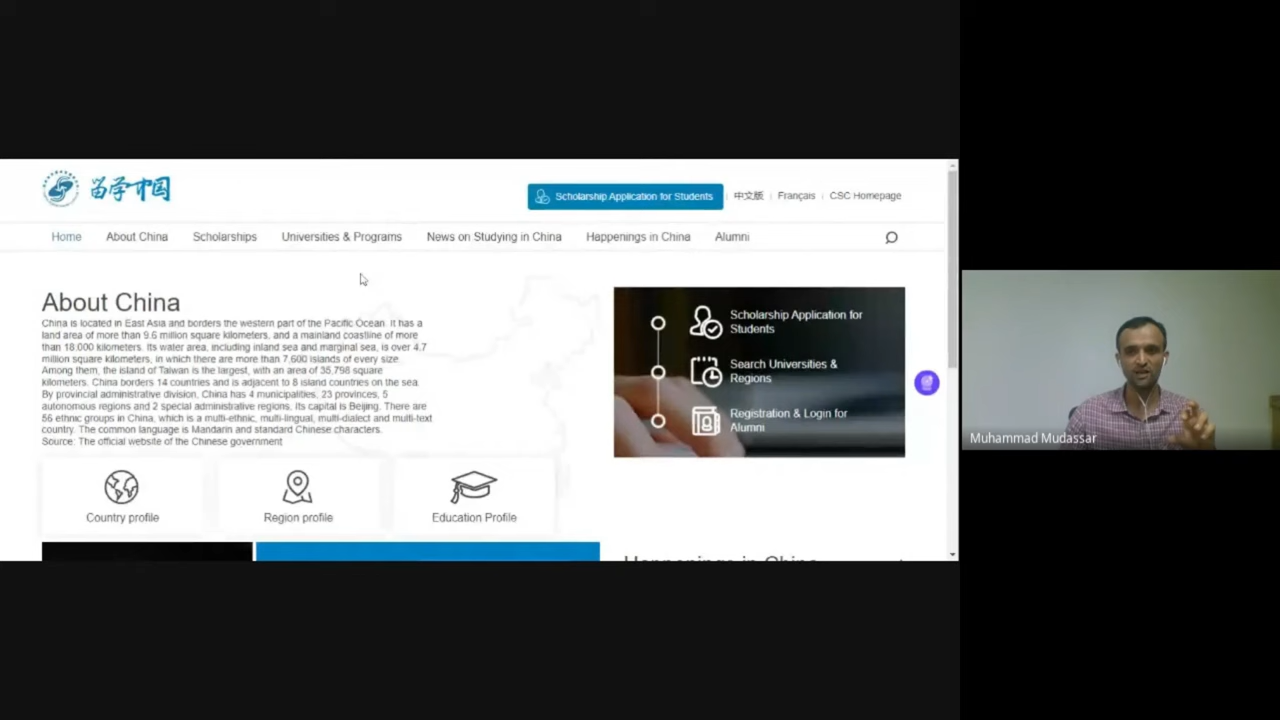 留学中国
Scholarship Application for Students
中文版
Français
CSC Homepage
Home
About China
Scholarships
Universities & Programs
News on Studying in China
Happenings in China
Alumni
About China
China is located in East Asia and borders the western part of the Pacific Ocean. It has a
land area of more than 9.6 million square kilometers, and a mainland coastline of more
than 18,000 kilometers. Its water area, including inland sea and marginal sea, is over 4.7
million square kilometers, in which there are more than 7,600 islands of every size.
Among them, the island of Taiwan is the largest, with an area of 35,798 square
kilometers. China borders 14 countries and is adjacent to 8 island countries on the sea.
By provincial administrative division, China has 4 municipalities, 23 provinces, 5
autonomous regions and 2 special administrative regions, its capital is Beijing. There are
56 ethnic groups in China, which is a multi-ethnic, multi-lingual, multi-dialect and multi-text
country. The common language is Mandarin and standard Chinese characters.
Source: The official website of the Chinese government
Scholarship Application for
Students
Search Universities &
Regions
Registration & Login for
Alumni
Country profile
Region profile
Education Profile
Happenings in China
Muhammad Mudassar